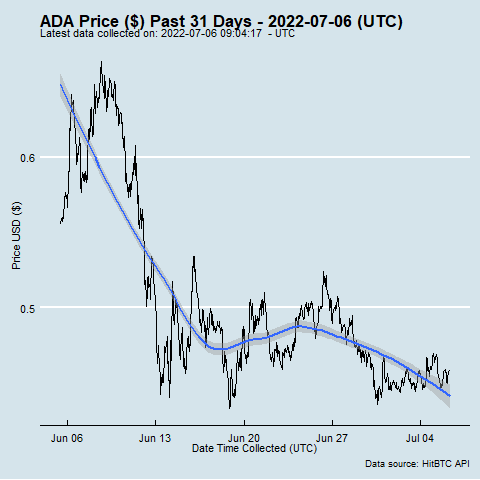 ADA Price ($) Past 31 Days - 2022-07-06 (UTC)
Latest data collected on: 2022-07-06 09:04:17  - UTC
Price USD ($)
0.6
0.5
Jun 06
Jun 13
Jun 20
Jun 27
Jul 04
Date Time Collected (UTC)
Data source: HitBTC API